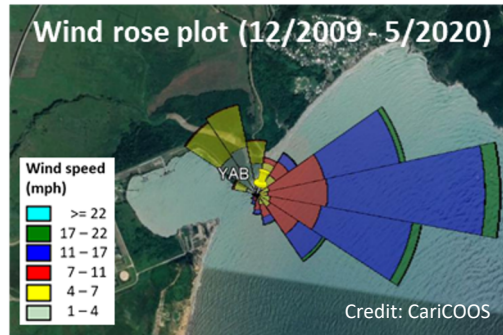 Wind rose plot (12/2009 - 5/2020)
YAB
Wind speed
(mph)
>= 22
17 – 22
11 – 17
7 – 11
4 – 7
1 – 4
Credit: CariCOOS